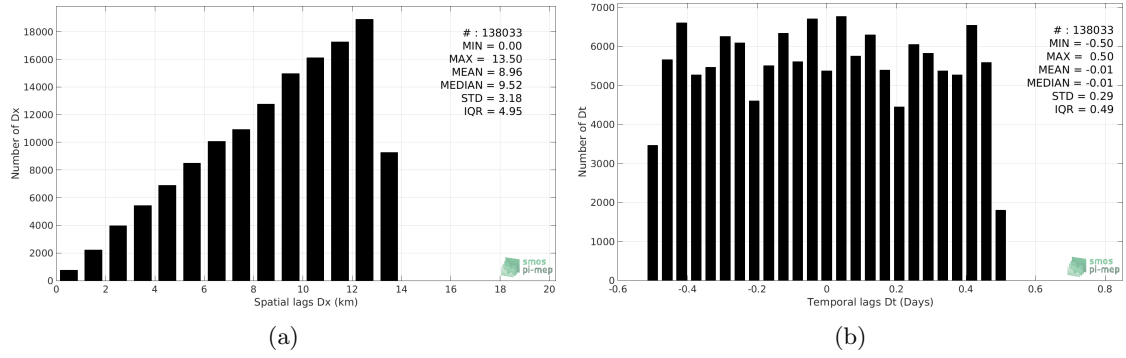 18000
16000
14000
12000
10000
8000
6000
4000
2000
0
Number of Dx
# : 138033
MIN = 0.00
MAX = 13.50
MEAN = 8.96
MEDIAN = 9.52
STD = 3.18
IQR = 4.95
smos
pi-mep
0 2 4 6 8 10 12 14 16 18 20
Spatial lags Dx (km)
(a)
7000
6000
5000
4000
3000
2000
1000
0
Number of Dt
# : 138033
MIN = -0.50
MAX = 0.50
MEAN = -0.01
MEDIAN = -0.01
STD = 0.29
IQR = 0.49
smos
pi-mep
-0.6 -0.4 -0.2 0 0.2 0.4 0.6 0.8
Temporal lags Dt (Days)
(b)